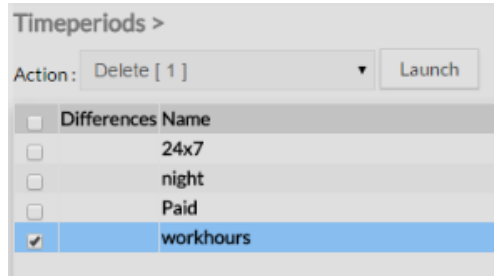 Timeperiods >
Action : Delete [ 1 ] Launch
Differences Name
24x7
night
Paid
workhours